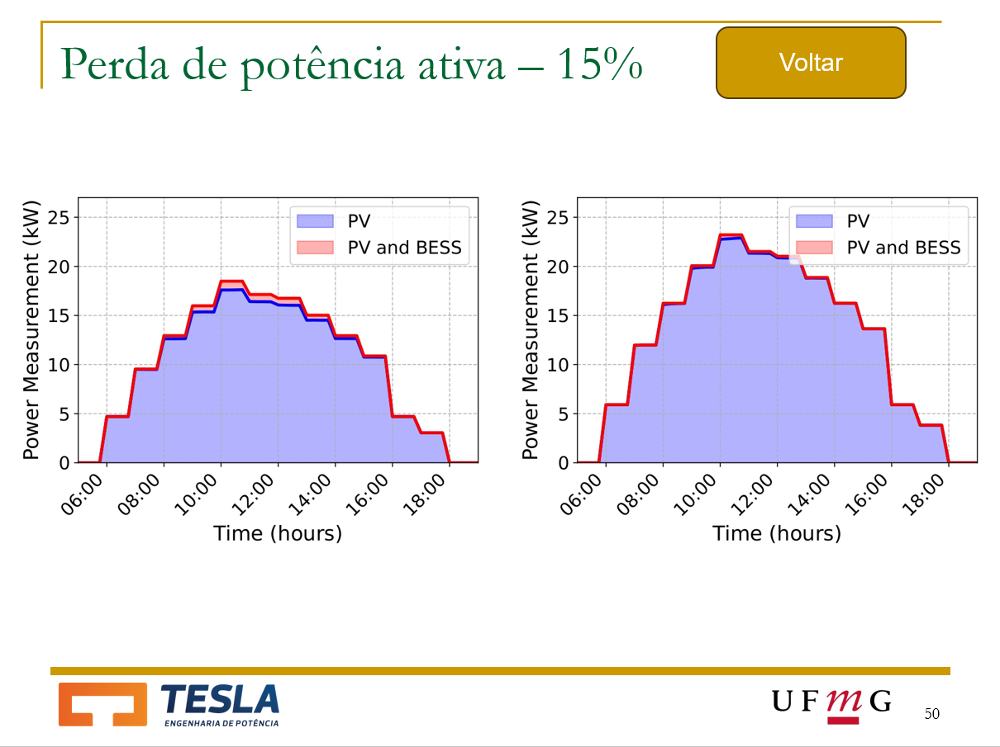 Perda de potência ativa – 15%
Voltar
Power Measurement (kW)
25
20
15
10
5
0
PV
PV and BESS
06:00
08:00
10:00
12:00
14:00
16:00
18:00
Time (hours)
Power Measurement (kW)
25
20
15
10
5
0
PV
PV and BESS
06:00
08:00
10:00
12:00
14:00
16:00
18:00
Time (hours)
TESLA
ENGENHARIA DE POTÊNCIA
UFmG
50